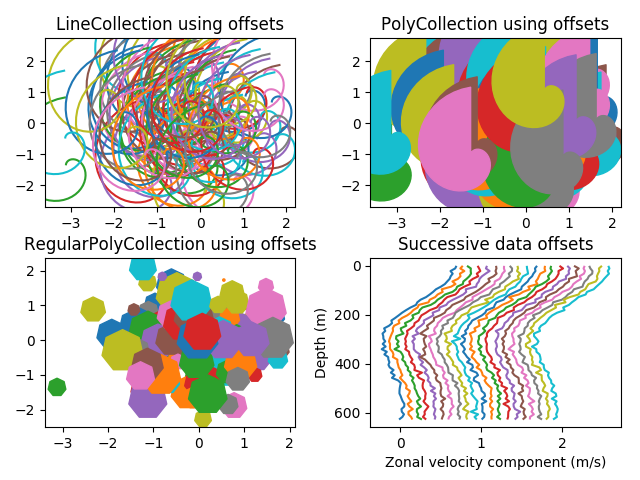 LineCollection using offsets
2
1
0
−1
−2
−3 −2 −1 0 1 2
PolyCollection using offsets
2
1
0
−1
−2
−3 −2 −1 0 1 2
RegularPolyCollection using offsets
2
1
0
−1
−2
−3 −2 −1 0 1 2
Successive data offsets
Depth (m)
0
200
400
600
0 1 2
Zonal velocity component (m/s)